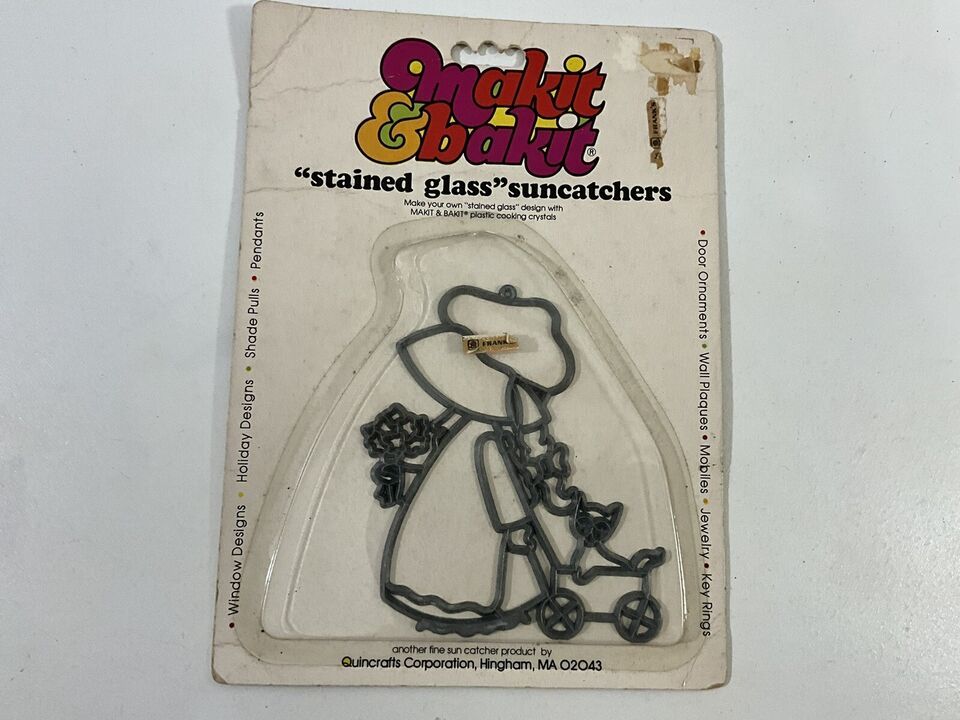 makit
& bakit®
"stained glass" suncatchers
Make your own "stained glass" design with
MAKIT & BAKIT® plastic cooking crystals
• Window Designs • Holiday Designs • Shade Pulls • Pendants
• Door Ornaments • Wall Plaques • Mobiles • Jewelry • Key Rings
FRANK'S
FRANK
another fine sun catcher product by
Quincrafts Corporation, Hingham, MA 02043